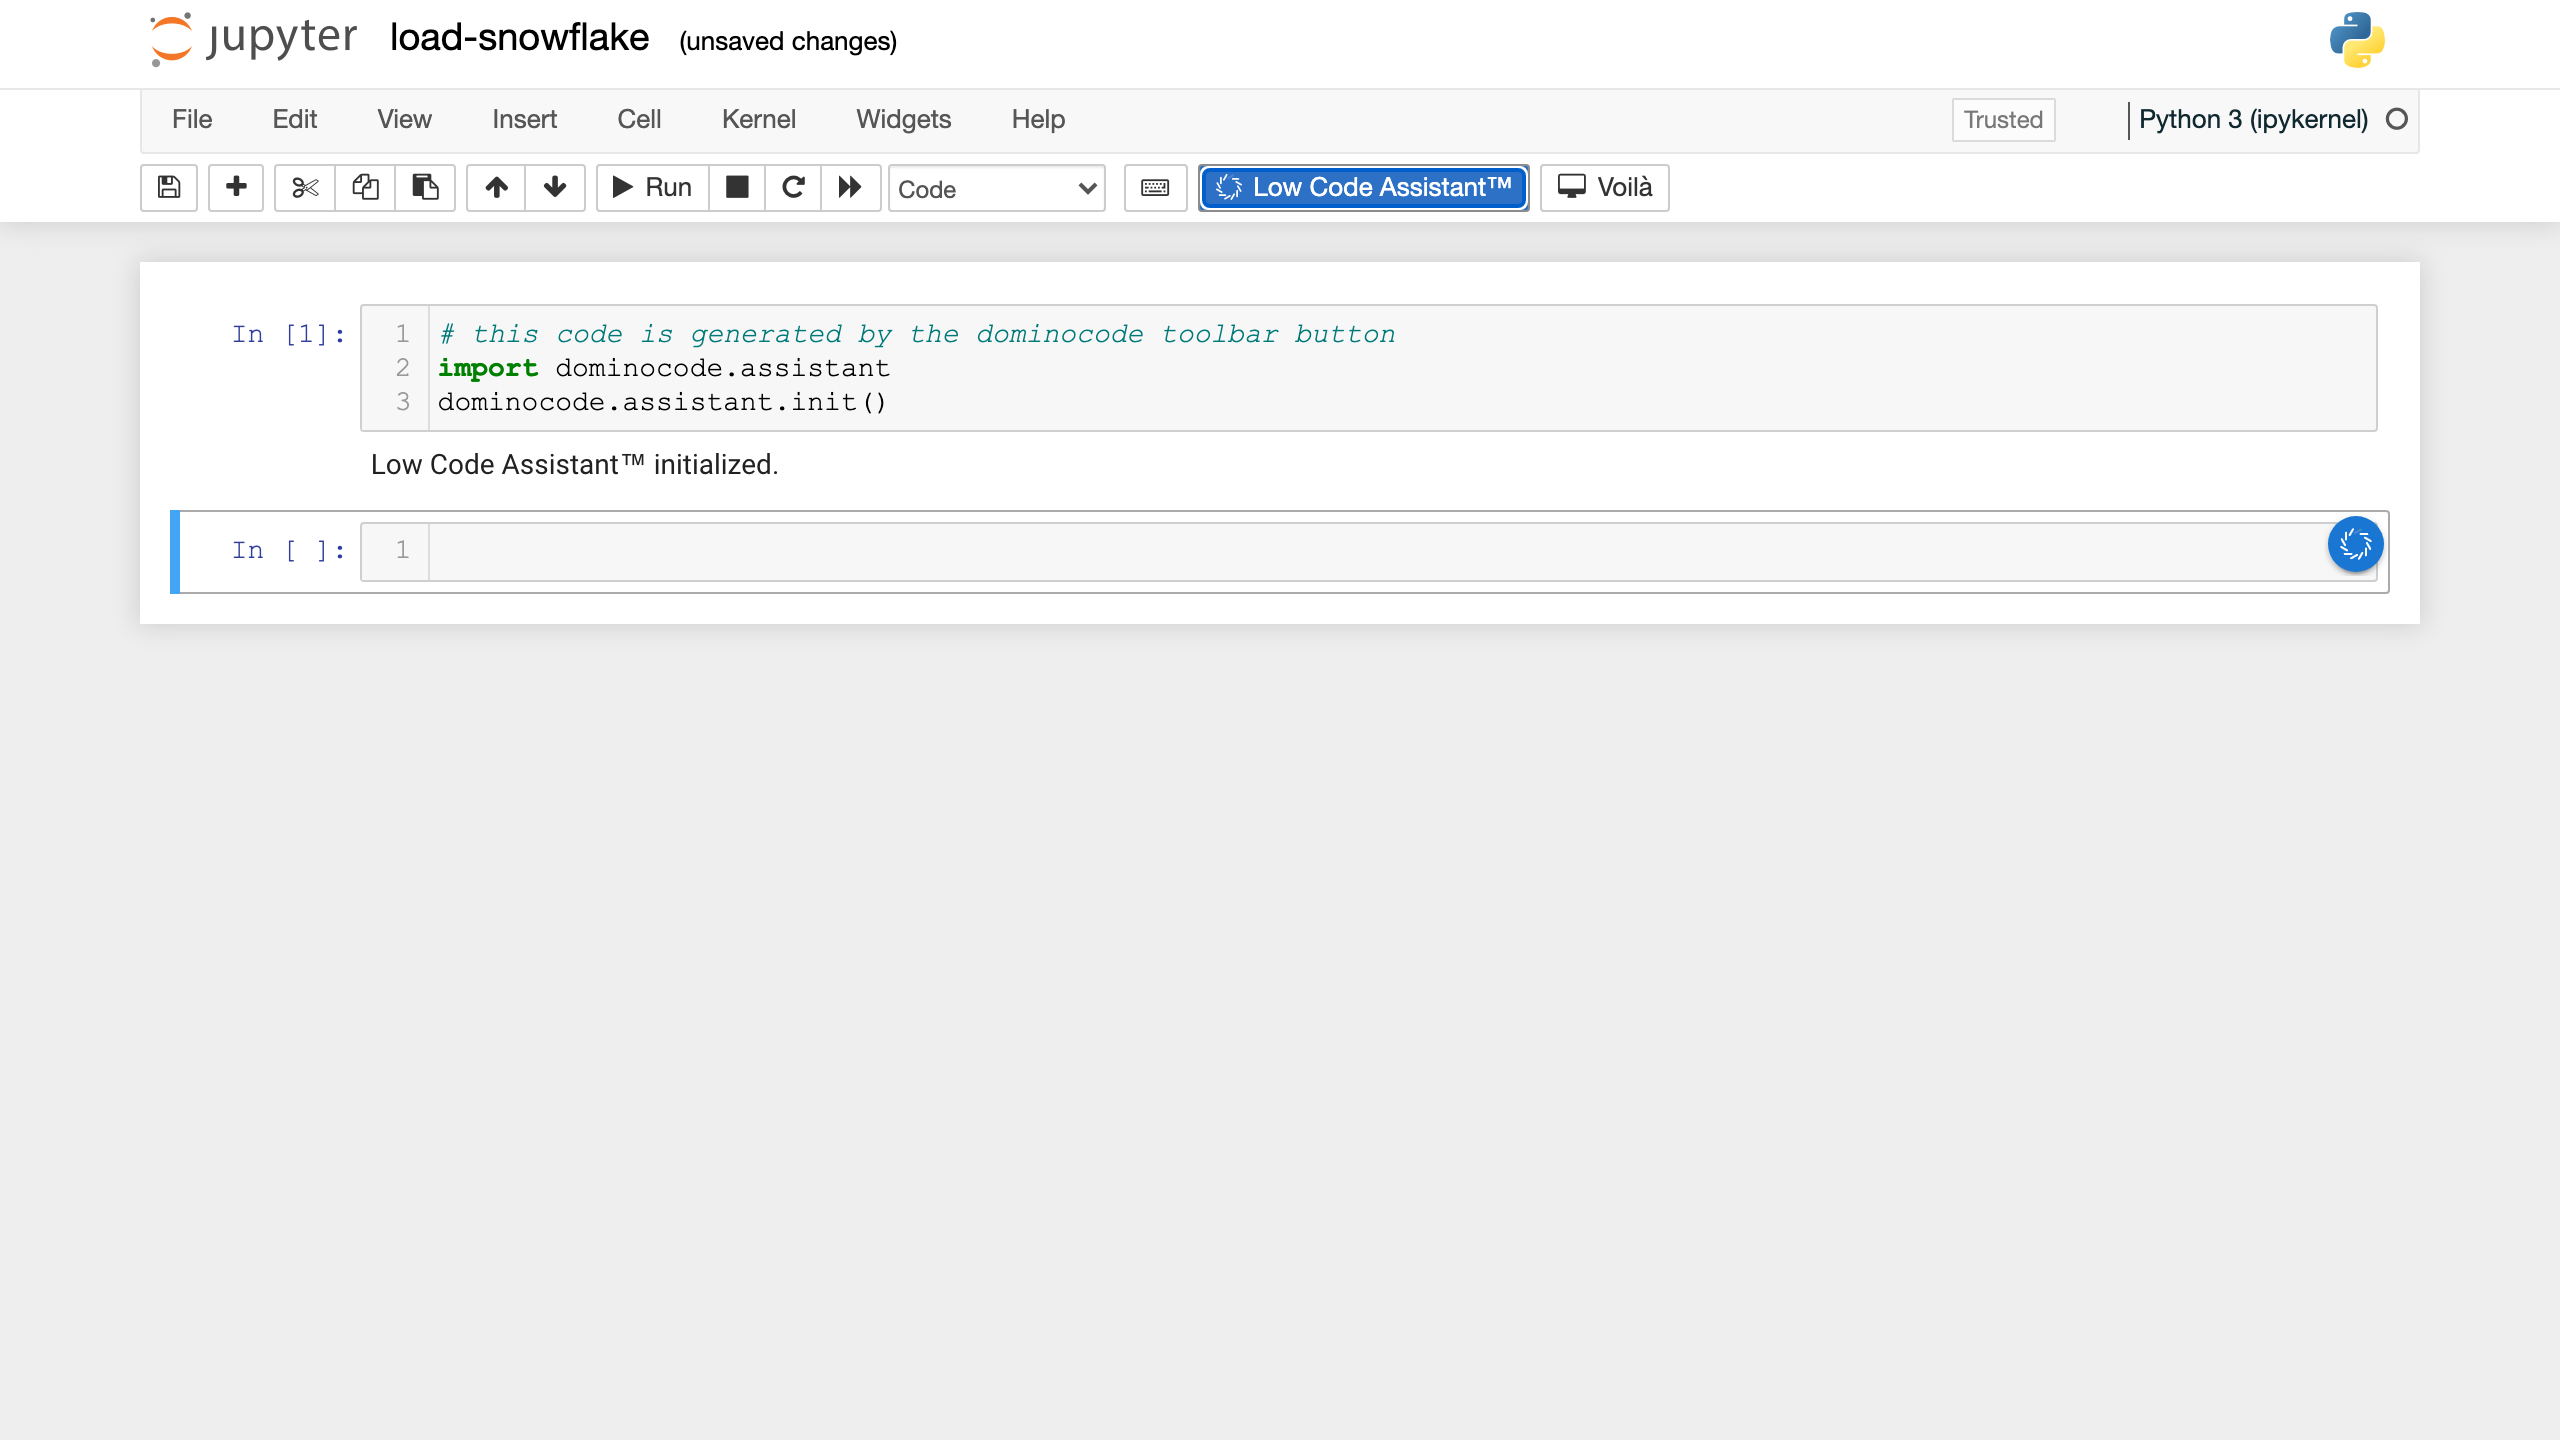 jupyter load-snowflake (unsaved changes)
File Edit View Insert Cell Kernel Widgets Help Trusted Python 3 (ipykernel)
Run Code Low Code Assistant™ Voilà
In [1]: 1 # this code is generated by the dominocode toolbar button
2 import dominocode.assistant
3 dominocode.assistant.init()
Low Code Assistant™ initialized.
In [ ]: 1